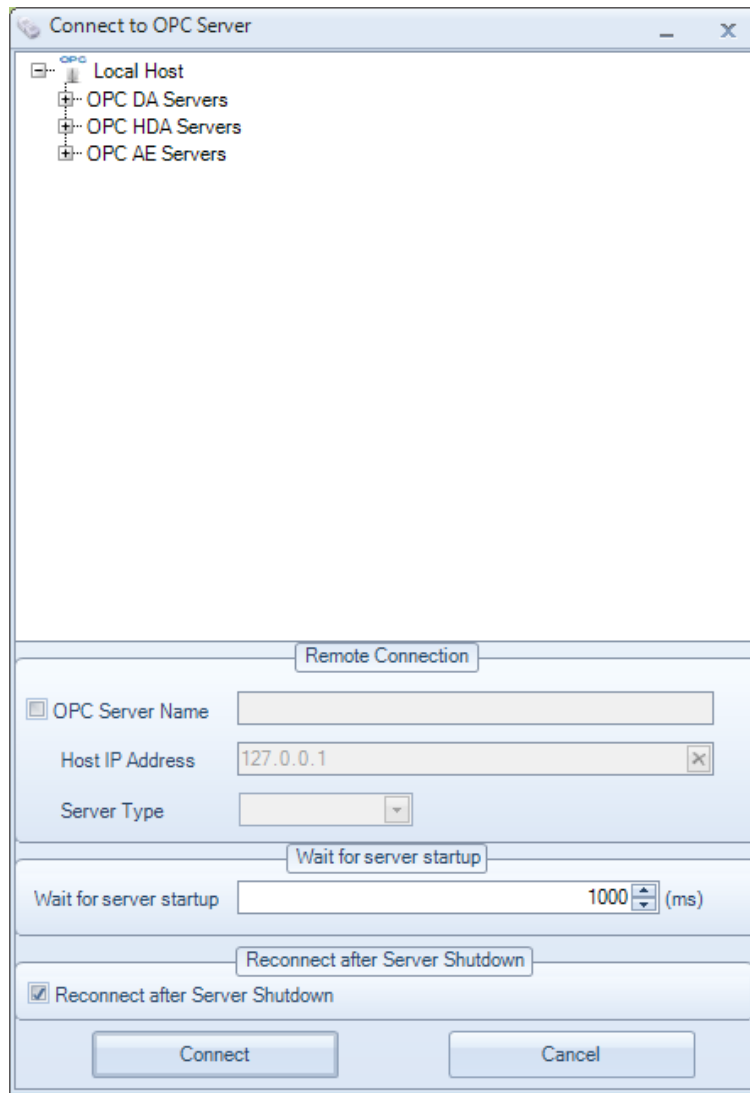 Connect to OPC Server
OPC
Local Host
OPC DA Servers
OPC HDA Servers
OPC AE Servers
Remote Connection
OPC Server Name
Host IP Address 127.0.0.1
Server Type
Wait for server startup
Wait for server startup 1000 (ms)
Reconnect after Server Shutdown
Reconnect after Server Shutdown
Connect Cancel